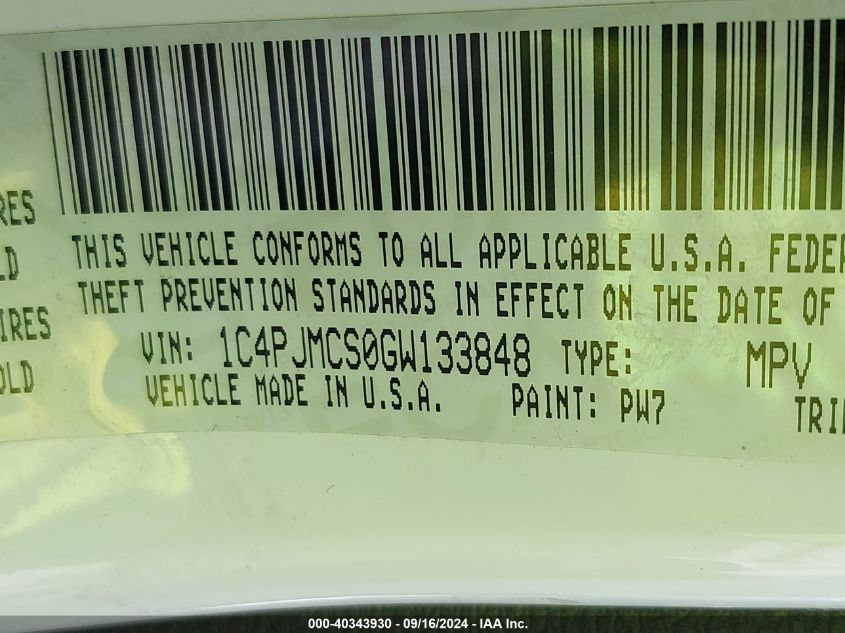 RES
LD
IRES
OLD
THIS VEHICLE CONFORMS TO ALL APPLICABLE U.S.A. FEDER
THEFT PREVENTION STANDARDS IN EFFECT ON THE DATE OF
VIN: 1C4PJMCS0GW133848 TYPE: MPV
VEHICLE MADE IN U.S.A. PAINT: PW7 TRI
000-40343930 - 09/16/2024 - IAA Inc.